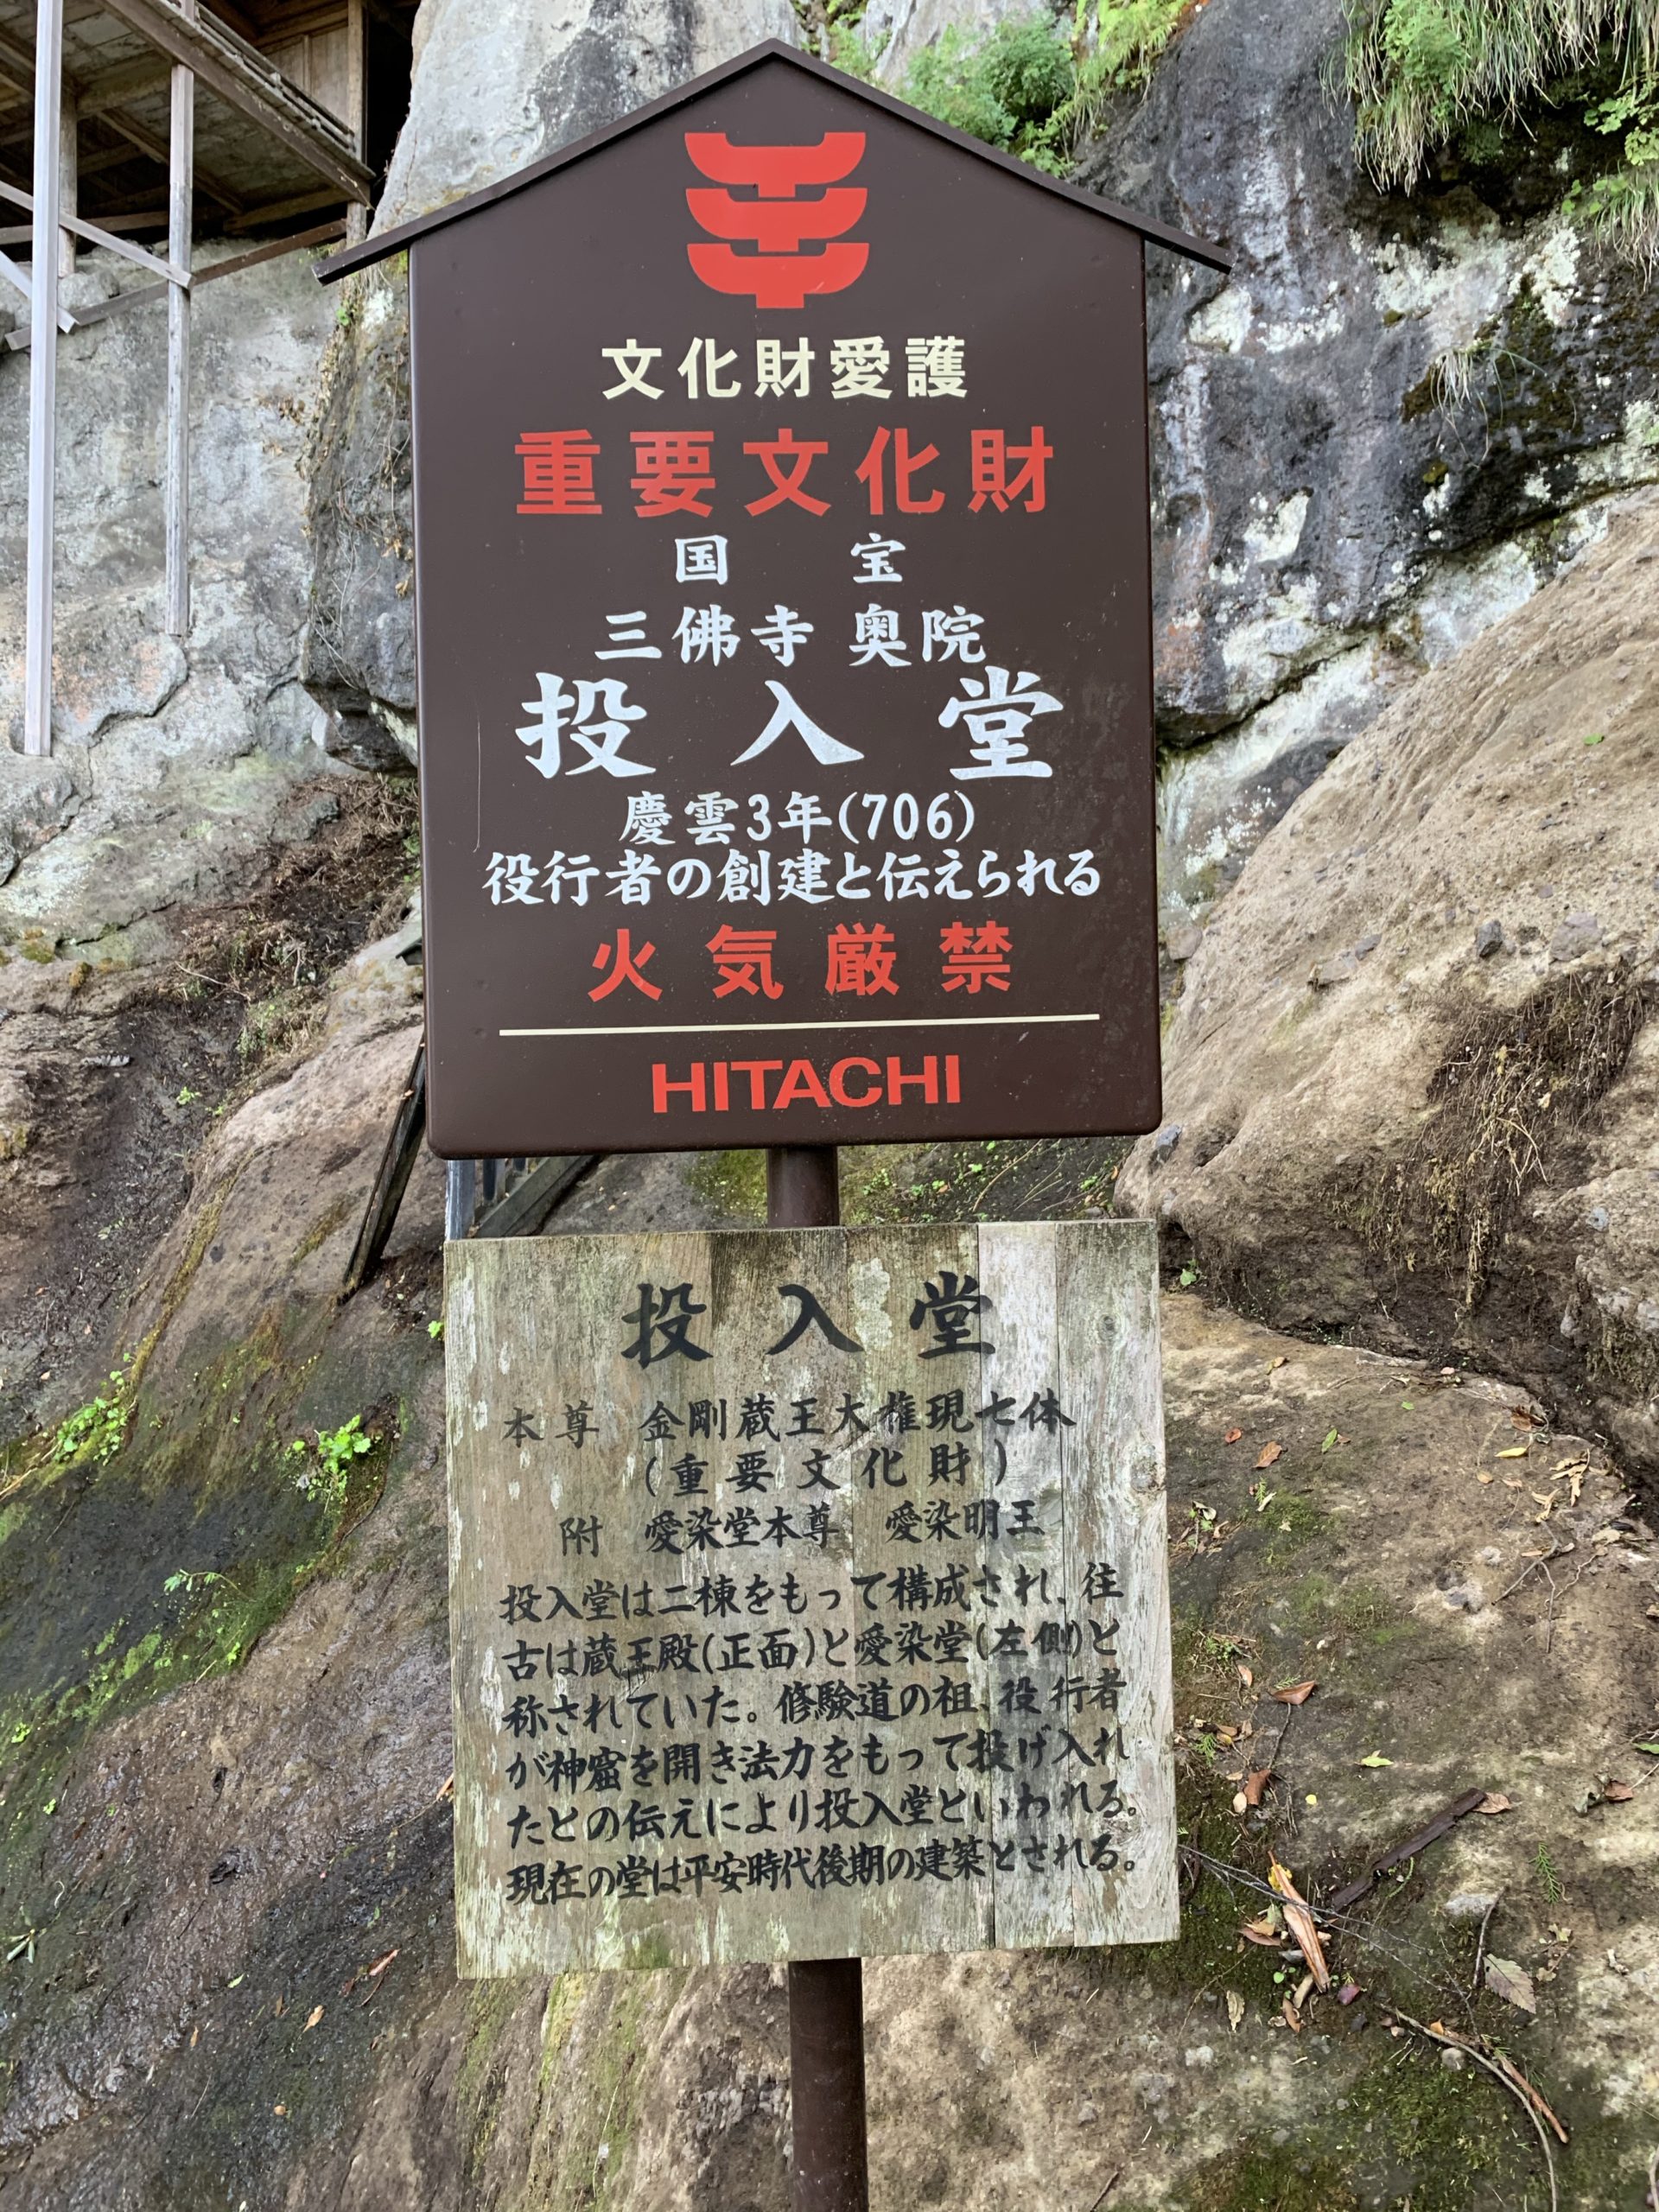 文化財愛護
重要文化財
国宝
三佛寺 奥院
投入堂
慶雲3年(706)
役行者の創建と伝えられる
火気厳禁
HITACHI
投入堂
本尊 金剛蔵王大権現七体
(重要文化財)
附 愛染堂本尊 愛染明王
投入堂は二棟をもって構成され、往
古は蔵王殿(正面)と愛染堂(左側)と
称されていた。修験道の祖、役行者
が神窟を開き法力をもって投げ入れ
たとの伝えにより投入堂といわれる。
現在の堂は平安時代後期の建築とされる。